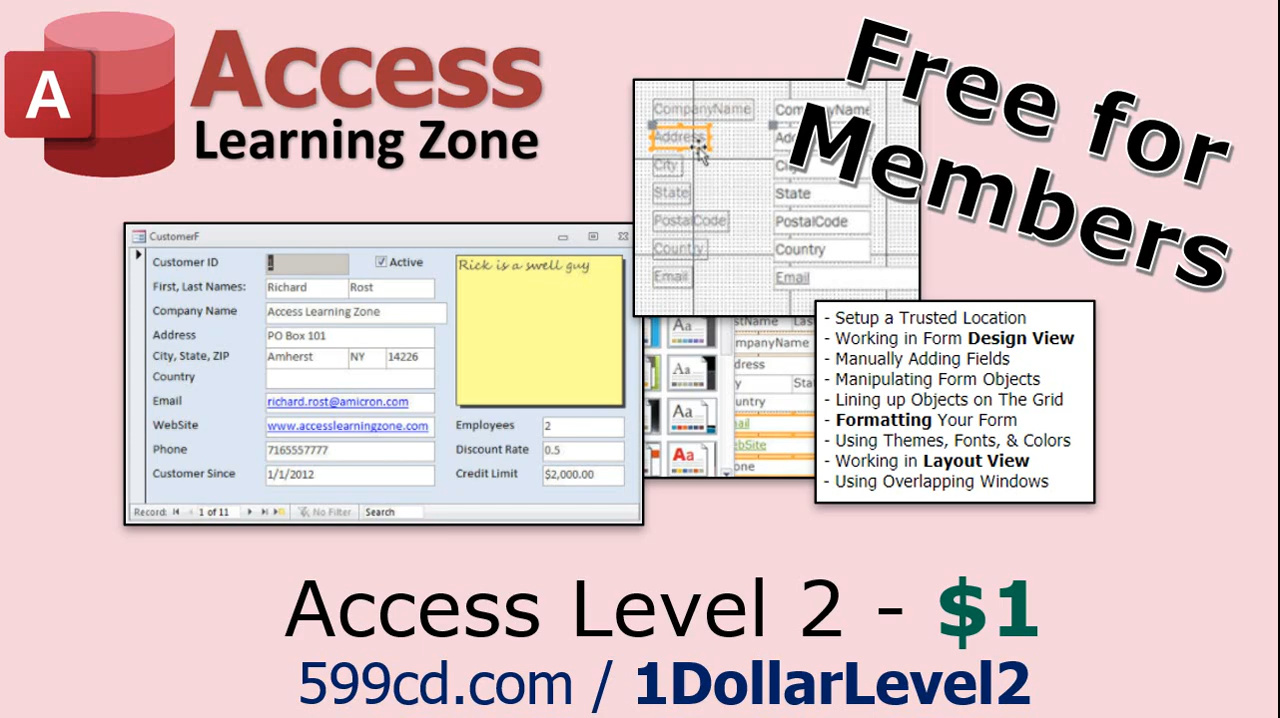 A
Access
Learning Zone
Free for
Members
CompanyName CompanyName
Address
City
State State
PostalCode PostalCode
Country Country
Email Email
CustomerF
Customer ID Active
First, Last Names: Richard Rost
Company Name Access Learning Zone
Address PO Box 101
City, State, ZIP Amherst NY 14226
Country
Email richard.rost@amicron.com
WebSite www.accesslearningzone.com
Phone 7165557777
Customer Since 1/1/2012
Rick is a swell guy
Employees 2
Discount Rate 0.5
Credit Limit $2,000.00
Record: 1 of 11 No Filter Search
Aa
Aa
Aa
Aa
- Setup a Trusted Location
- Working in Form Design View
- Manually Adding Fields
- Manipulating Form Objects
- Lining up Objects on The Grid
- Formatting Your Form
- Using Themes, Fonts, & Colors
- Working in Layout View
- Using Overlapping Windows
Access Level 2 - $1
599cd.com / 1DollarLevel2